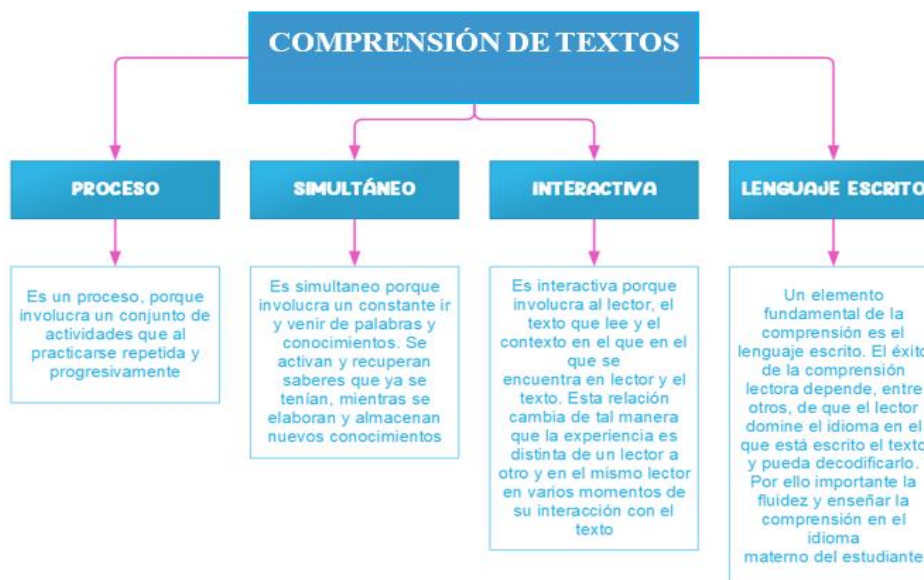 COMPRENSIÓN DE TEXTOS
PROCESO
Es un proceso, porque
involucra un conjunto de
actividades que al
practicarse repetida y
progresivamente
SIMULTÁNEO
Es simultaneo porque
involucra un constante ir
y venir de palabras y
conocimientos. Se
activan y recuperan
saberes que ya se
tenían, mientras se
elaboran y almacenan
nuevos conocimientos
INTERACTIVA
Es interactiva porque
involucra al lector, el
texto que lee y el
contexto en el que en el
que se
encuentra en lector y el
texto. Esta relación
cambia de tal manera
que la experiencia es
distinta de un lector a
otro y en el mismo lector
en varios momentos de
su interacción con el
texto
LENGUAJE ESCRITO
Un elemento
fundamental de la
comprensión es el
lenguaje escrito. El éxito
de la comprensión
lectora depende, entre
otros, de que el lector
domine el idioma en el
que está escrito el texto
y pueda decodificarlo.
Por ello importante la
fluidez y enseñar la
comprensión en el
idioma
materno del estudiante